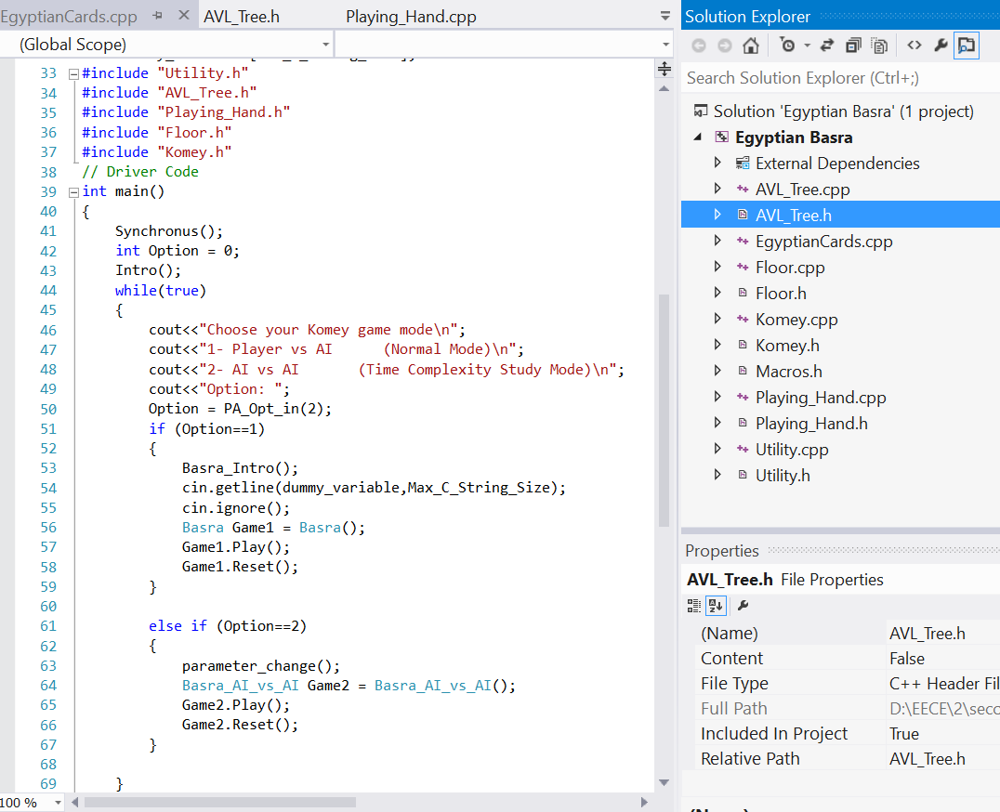 EgyptianCards.cpp AVL_Tree.h Playing_Hand.cpp
(Global Scope)
33 #include "Utility.h"
34 #include "AVL_Tree.h"
35 #include "Playing_Hand.h"
36 #include "Floor.h"
37 #include "Komey.h"
38 // Driver Code
39 int main()
40 {
41 Synchronus();
42 int Option = 0;
43 Intro();
44 while(true)
45 {
46 cout<<"Choose your Komey game mode\n";
47 cout<<"1- Player vs AI      (Normal Mode)\n";
48 cout<<"2- AI vs AI       (Time Complexity Study Mode)\n";
49 cout<<"Option: ";
50 Option = PA_Opt_in(2);
51 if (Option==1)
52 {
53 Basra_Intro();
54 cin.getline(dummy_variable,Max_C_String_Size);
55 cin.ignore();
56 Basra Game1 = Basra();
57 Game1.Play();
58 Game1.Reset();
59 }
60
61 else if (Option==2)
62 {
63 parameter_change();
64 Basra_AI_vs_AI Game2 = Basra_AI_vs_AI();
65 Game2.Play();
66 Game2.Reset();
67 }
68
69 }
100 %
Solution Explorer
Search Solution Explorer (Ctrl+;)
Solution 'Egyptian Basra' (1 project)
Egyptian Basra
External Dependencies
AVL_Tree.cpp
AVL_Tree.h
EgyptianCards.cpp
Floor.cpp
Floor.h
Komey.cpp
Komey.h
Macros.h
Playing_Hand.cpp
Playing_Hand.h
Utility.cpp
Utility.h
Properties
AVL_Tree.h File Properties
(Name) AVL_Tree.h
Content False
File Type C++ Header Fil
Full Path D:\EECE\2\seco
Included In Project True
Relative Path AVL_Tree.h